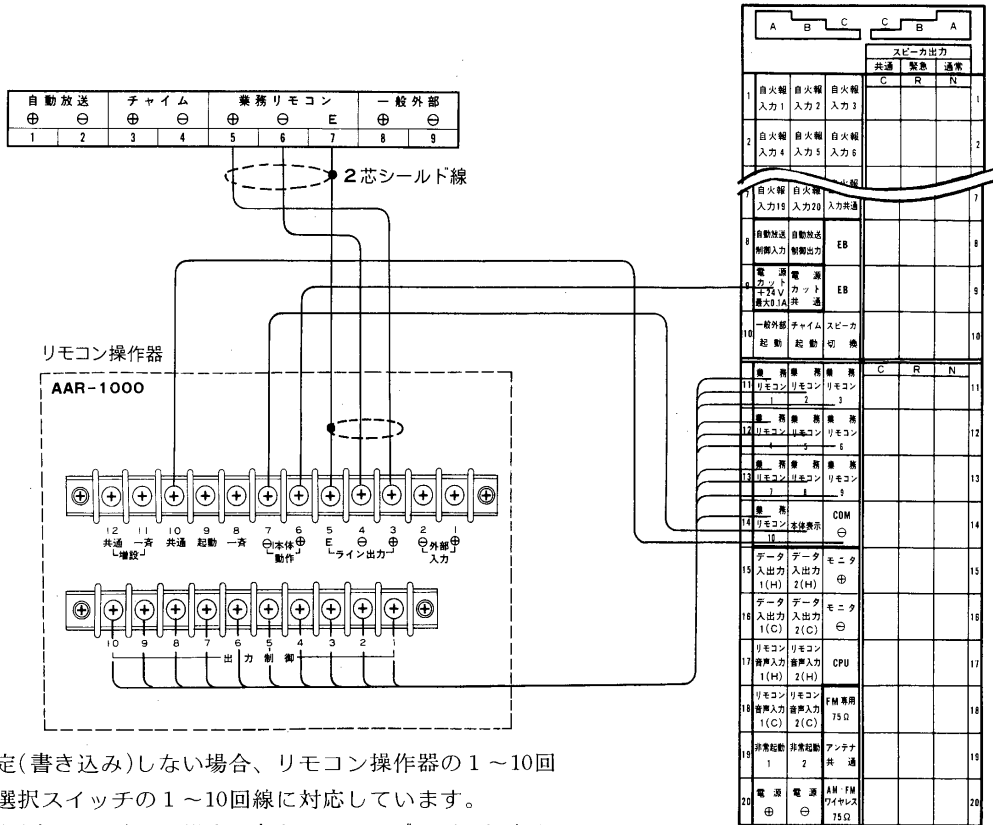 自動放送 チャイム 業務リモコン 一般外部
⊕ ⊖ ⊕ ⊖ ⊕ ⊖ E ⊕ ⊖
1 2 3 4 5 6 7 8 9
2芯シールド線
リモコン操作器
AAR-1000
12 11 10 9 8 7 6 5 4 3 2 1
共通 一斉 共通 起動 一斉 ⊖ 本体 ⊕ E ⊖ ライン出力 ⊕ ⊖ 外部 ⊕
増設 動作 入力
10 9 8 7 6 5 4 3 2 1
出力制御
定(書き込み)しない場合、リモコン操作器の1～10回
選択スイッチの1～10回線に対応しています。
A B C C B A
スピーカ出力
共通 緊急 通常
C R N
1 自火報 自火報 自火報 1
入力1 入力2 入力3
2 自火報 自火報 自火報 2
入力4 入力5 入力6
7 自火報 自火報 自火報 7
入力19 入力20 入力共通
8 自動放送 自動放送 EB 8
制御入力 制御出力
9 電源 電源 EB 9
カット カット
+24V 共通
最大0.1A
10 一般外部 チャイム スピーカ 10
起動 起動 切換
C R N
11 業務 業務 業務 11
リモコン リモコン リモコン
1 2 3
12 業務 業務 業務 12
リモコン リモコン リモコン
4 5 6
13 業務 業務 業務 13
リモコン リモコン リモコン
7 8 9
14 業務 本体表示 COM 14
リモコン ⊖
10
15 データ データ モニタ 15
入出力 入出力 ⊕
1(H) 2(H)
16 データ データ モニタ 16
入出力 入出力 ⊖
1(C) 2(C)
17 リモコン リモコン CPU 17
音声入力 音声入力
1(H) 2(H)
18 リモコン リモコン FM専用 18
音声入力 音声入力 75Ω
1(C) 2(C)
19 非常起動 非常起動 アンテナ 19
1 2 共通
20 電源 電源 AM・FM 20
⊕ ⊖ ワイヤレス
75Ω